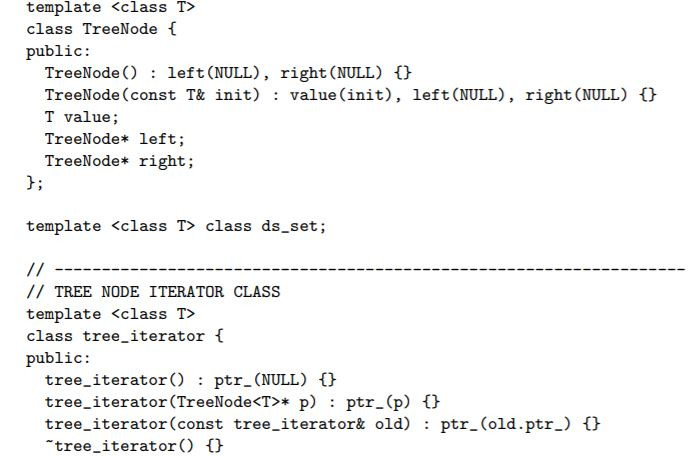 template <class T>
class TreeNode {
public:
  TreeNode() : left(NULL), right(NULL) {}
  TreeNode(const T& init) : value(init), left(NULL), right(NULL) {}
  T value;
  TreeNode* left;
  TreeNode* right;
};

template <class T> class ds_set;

// -------------------------------------------------------------------
// TREE NODE ITERATOR CLASS
template <class T>
class tree_iterator {
public:
  tree_iterator() : ptr_(NULL) {}
  tree_iterator(TreeNode<T>* p) : ptr_(p) {}
  tree_iterator(const tree_iterator& old) : ptr_(old.ptr_) {}
  ~tree_iterator() {}